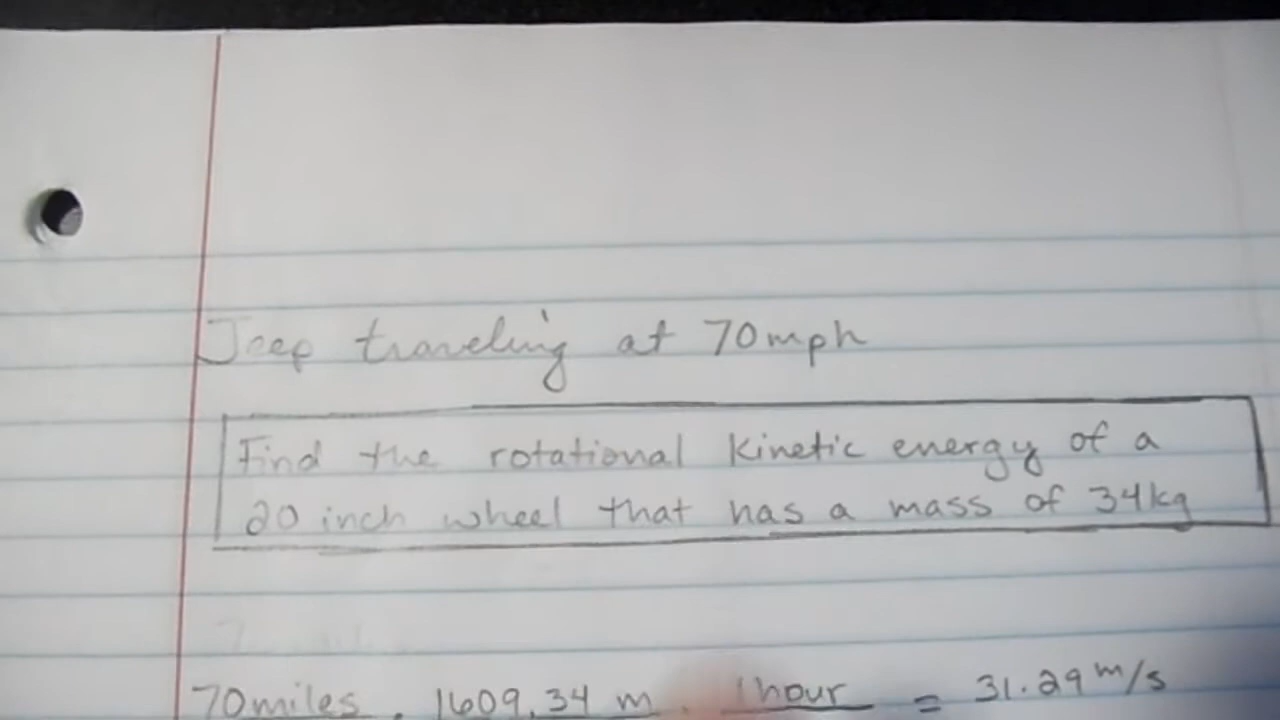 Jeep traveling at 70mph
Find the rotational Kinetic energy of a
20 inch wheel that has a mass of 34kg
70miles . 1609.34 m . 1hour = 31.29 m/s